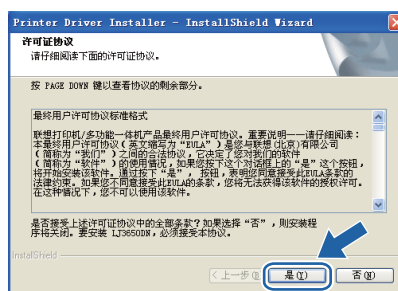 Printer Driver Installer - InstallShield Wizard
许可证协议
请仔细阅读下面的许可证协议。
按 PAGE DOWN 键以查看协议的剩余部分。
最终用户许可协议标准格式
联想打印机/多功能一体机产品最终用户许可协议。重要说明——请仔细阅读：
本最终用户许可协议（英文缩写为“EULA”）是您与联想（北京）有限公司
（简称为“我们”）之间的合法协议，它决定了您对我们的软件
（简称为“软件”）的使用情况，如果您按下这个对话框上的“是”这个按钮，
将开始安装该软件。通过按下“是”，按钮，表明您同意接受此EULA条款的
法律约束。如果您不同意接受此EULA的条款，您将无法获得该软件的授权许可。
在这种情况下，您不可以使用该软件。
是否接受上述许可证协议中的全部条款？如果选择“否”，则安装程
序将关闭。要安装 LJ3650DN，必须接受本协议。
InstallShield
< 上一步(B)
是(Y)
否(N)